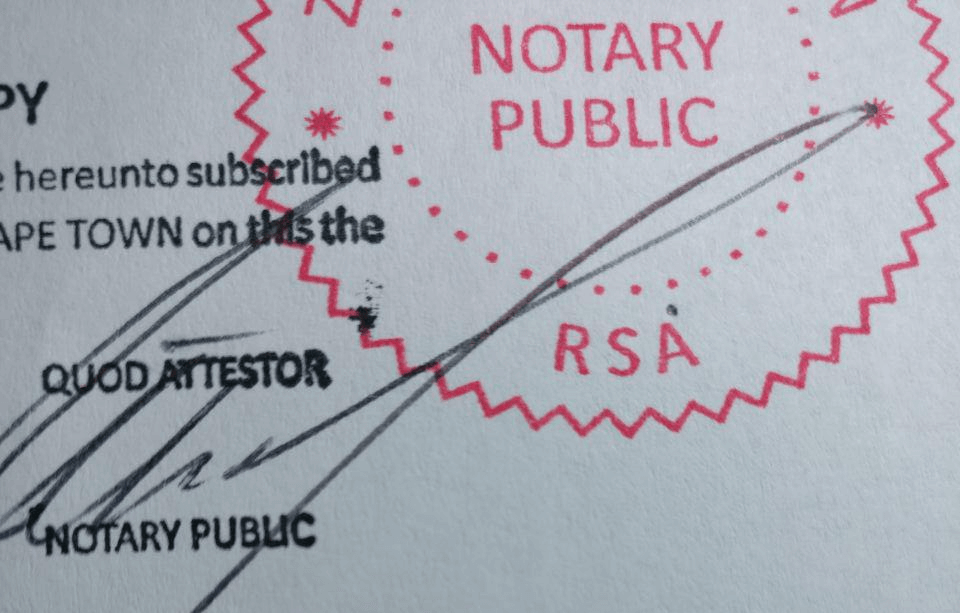 NOTARY
PUBLIC
PY
hereunto subscribed
APE TOWN on this the
RSA
QUOD ATTESTOR
NOTARY PUBLIC